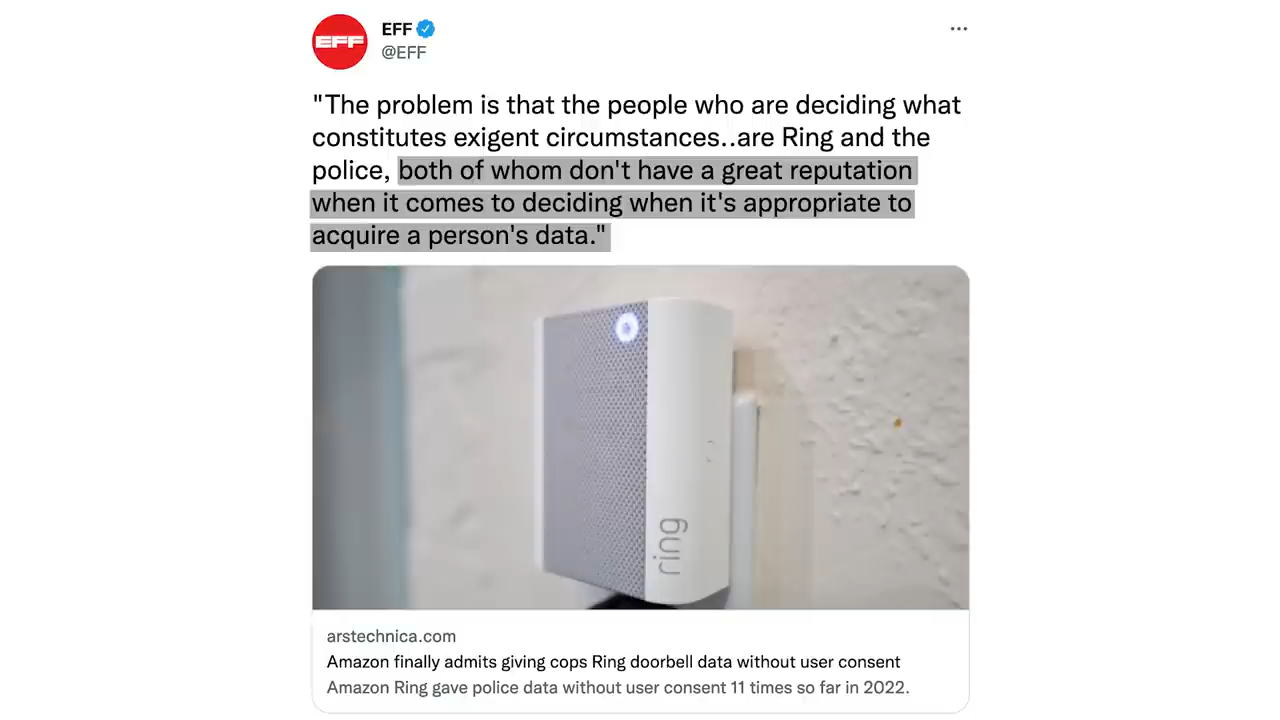 EFF
EFF
@EFF
"The problem is that the people who are deciding what
constitutes exigent circumstances..are Ring and the
police, both of whom don't have a great reputation
when it comes to deciding when it's appropriate to
acquire a person's data."
ring
arstechnica.com
Amazon finally admits giving cops Ring doorbell data without user consent
Amazon Ring gave police data without user consent 11 times so far in 2022.